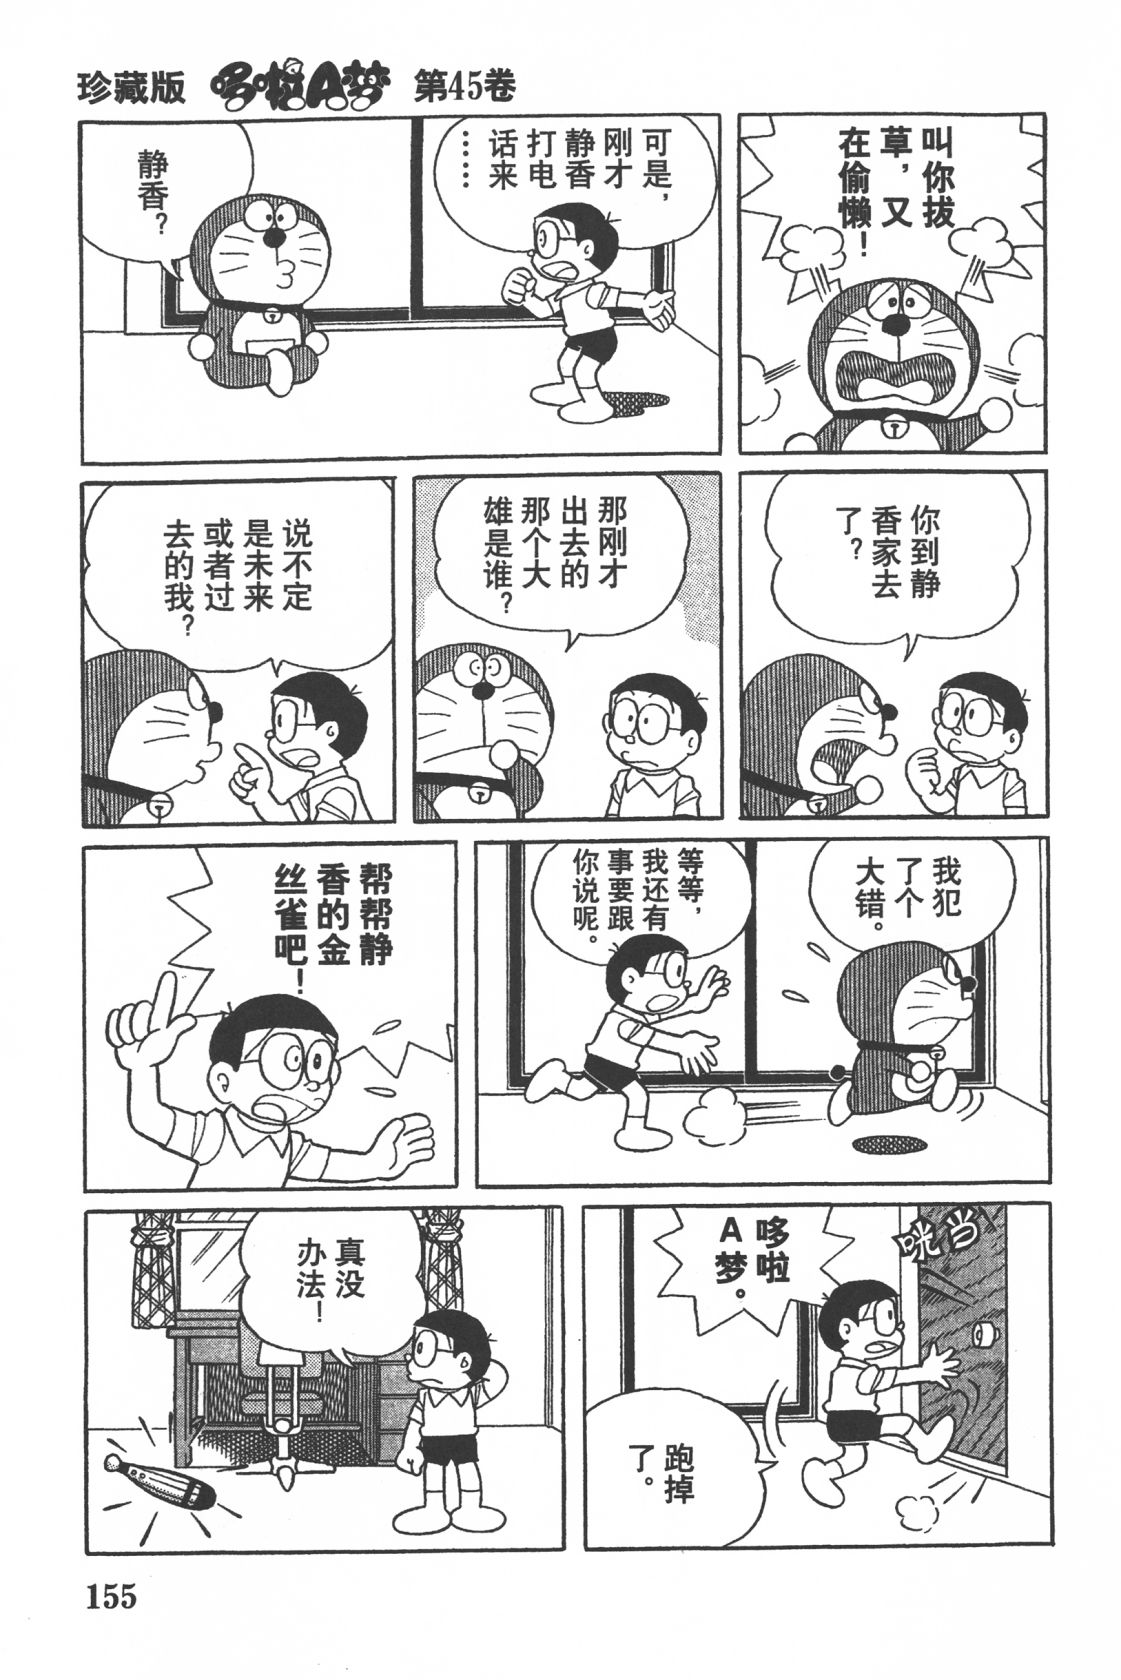 珍藏版 哆啦A梦 第45卷
叫你拔
草，又
在偷
懒！
可是，
刚才
静香
打电
话来
……
静香？
你到静
香家去
了？
那刚才
出去的
那个大
雄是谁？
说不定
是未来
或者过
去的我？
我犯
了个
大错。
等等，
我还有
事要跟
你说呢。
帮帮静
香的金
丝雀吧！
哆啦
A梦。
咣当
跑掉
了。
真没
办法！
155